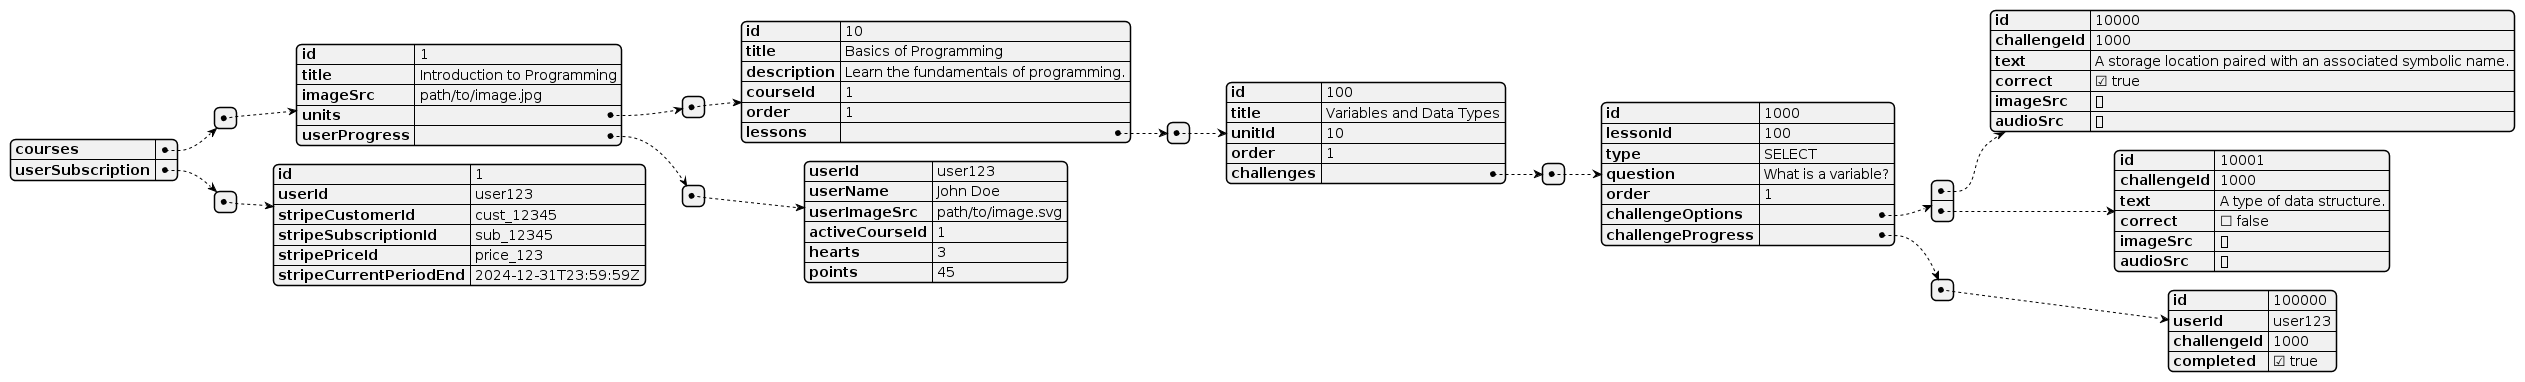 courses
userSubscription
id 1
title Introduction to Programming
imageSrc path/to/image.jpg
units
userProgress
id 1
userId user123
stripeCustomerId cust_12345
stripeSubscriptionId sub_12345
stripePriceId price_123
stripeCurrentPeriodEnd 2024-12-31T23:59:59Z
id 10
title Basics of Programming
description Learn the fundamentals of programming.
courseId 1
order 1
lessons
userId user123
userName John Doe
userImageSrc path/to/image.svg
activeCourseId 1
hearts 3
points 45
id 100
title Variables and Data Types
unitId 10
order 1
challenges
id 1000
lessonId 100
type SELECT
question What is a variable?
order 1
challengeOptions
challengeProgress
id 10000
challengeId 1000
text A storage location paired with an associated symbolic name.
correct ☑ true
imageSrc
audioSrc
id 10001
challengeId 1000
text A type of data structure.
correct ☐ false
imageSrc
audioSrc
id 100000
userId user123
challengeId 1000
completed ☑ true